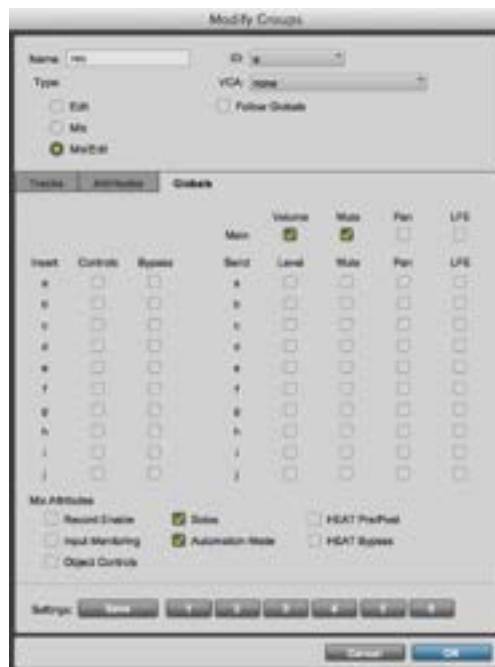 Modify Groups
Name: ID: a
Type: VCA: none
Edit Follow Globals
Mix
Mix/Edit
Tracks Attributes Globals
Volume Mute Pan LFE
Main
Insert Controls Bypass Send Level Mute Pan LFE
a a
b b
c c
d d
e e
f f
g g
h h
i i
j j
Mix Attributes
Record Enable Solos HEAT Pre/Post
Input Monitoring Automation Mode HEAT Bypass
Object Controls
Settings: Save 1 2 3 4 5 6
Cancel OK